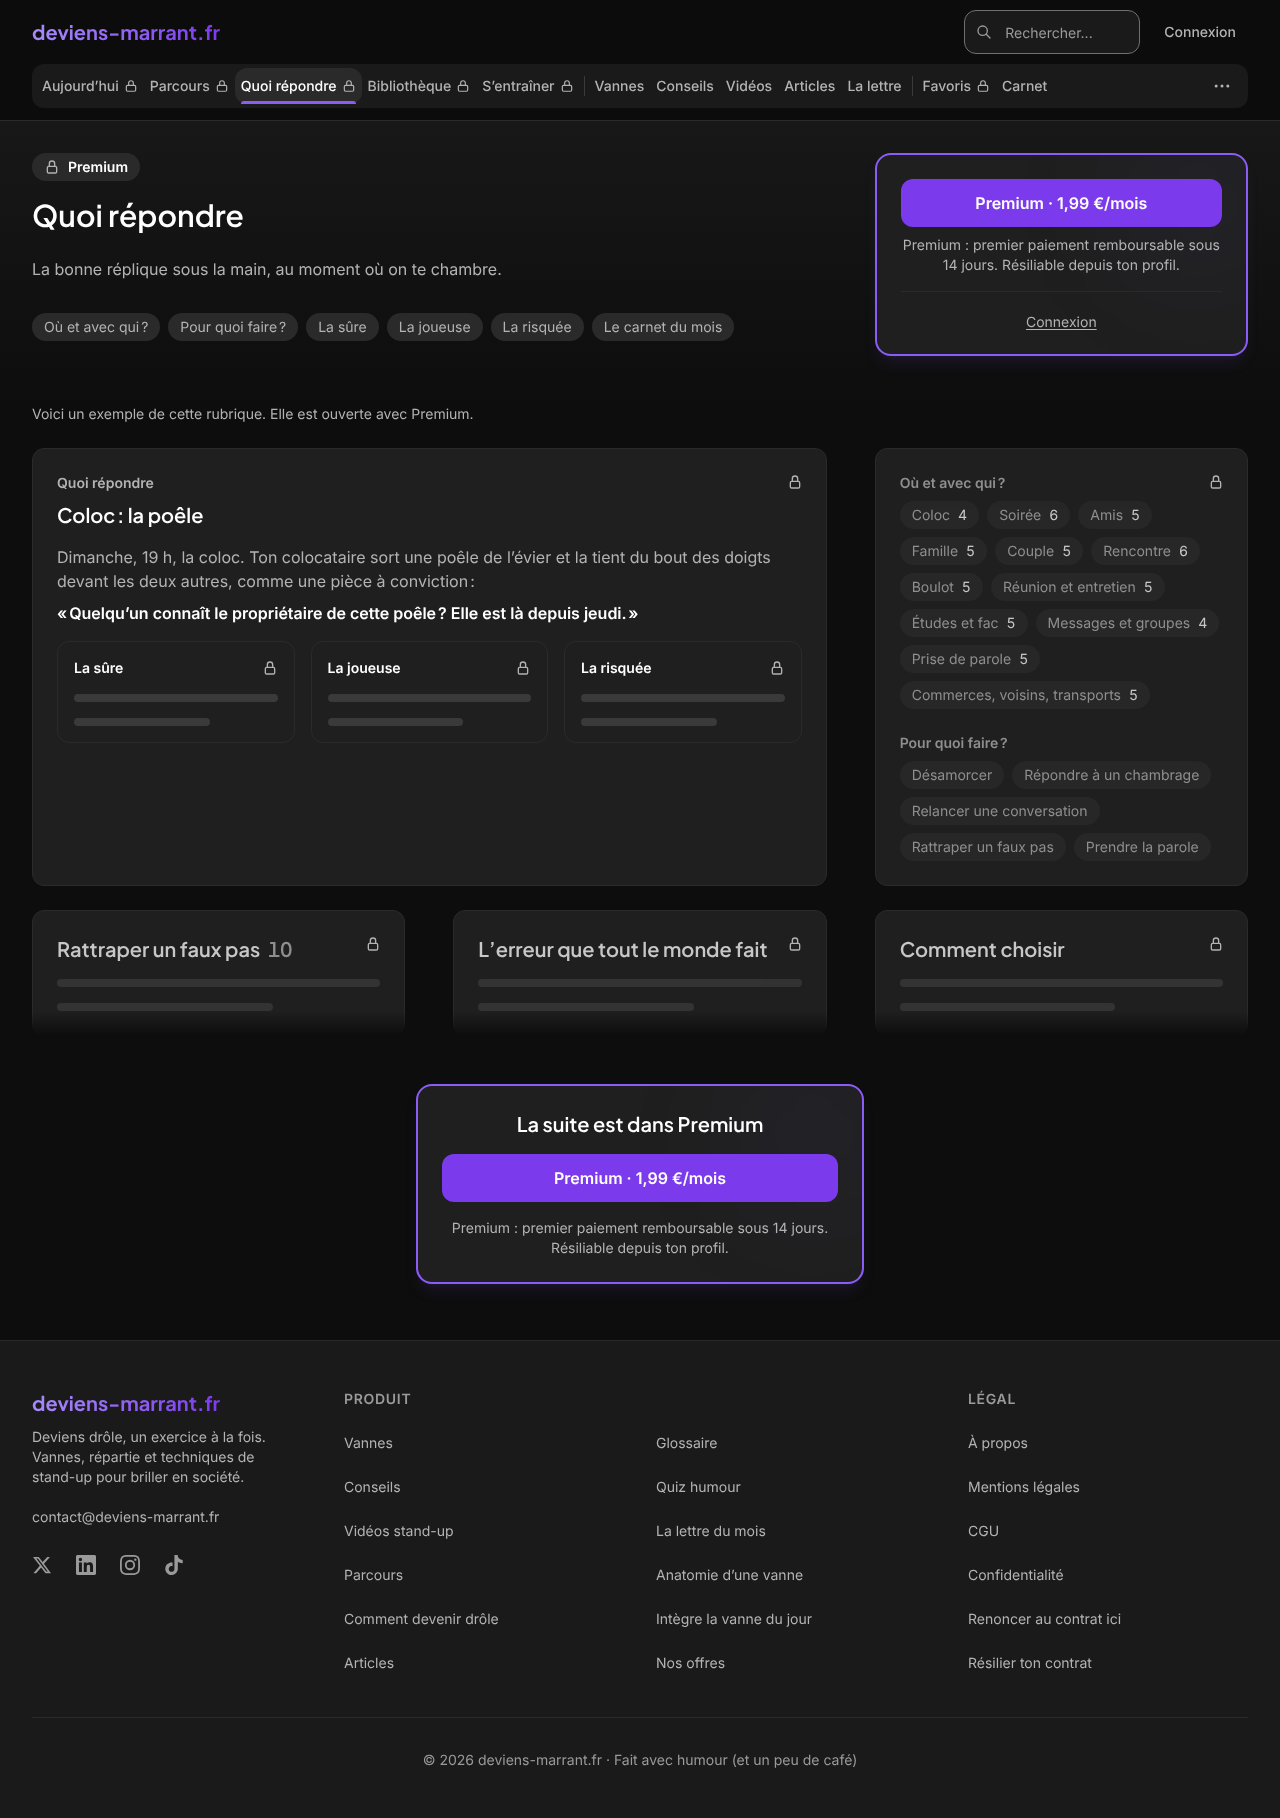 deviens-marrant.fr
Rechercher...
Connexion
Aujourd’hui
Parcours
Quoi répondre
Bibliothèque
S’entraîner
Vannes
Conseils
Vidéos
Articles
La lettre
Favoris
Carnet
Premium
Quoi répondre
La bonne réplique sous la main, au moment où on te chambre.
Où et avec qui ?
Pour quoi faire ?
La sûre
La joueuse
La risquée
Le carnet du mois
Premium · 1,99 €/mois
Premium : premier paiement remboursable sous
14 jours. Résiliable depuis ton profil.
Connexion
Voici un exemple de cette rubrique. Elle est ouverte avec Premium.
Quoi répondre
Coloc : la poêle
Dimanche, 19 h, la coloc. Ton colocataire sort une poêle de l’évier et la tient du bout des doigts
devant les deux autres, comme une pièce à conviction :
« Quelqu’un connaît le propriétaire de cette poêle ? Elle est là depuis jeudi. »
La sûre
La joueuse
La risquée
Où et avec qui ?
Coloc 4
Soirée 6
Amis 5
Famille 5
Couple 5
Rencontre 6
Boulot 5
Réunion et entretien 5
Études et fac 5
Messages et groupes 4
Prise de parole 5
Commerces, voisins, transports 5
Pour quoi faire ?
Désamorcer
Répondre à un chambrage
Relancer une conversation
Rattraper un faux pas
Prendre la parole
Rattraper un faux pas 10
L’erreur que tout le monde fait
Comment choisir
La suite est dans Premium
Premium · 1,99 €/mois
Premium : premier paiement remboursable sous 14 jours.
Résiliable depuis ton profil.
deviens-marrant.fr
Deviens drôle, un exercice à la fois.
Vannes, répartie et techniques de
stand-up pour briller en société.
contact@deviens-marrant.fr
PRODUIT
Vannes
Conseils
Vidéos stand-up
Parcours
Comment devenir drôle
Articles
Glossaire
Quiz humour
La lettre du mois
Anatomie d’une vanne
Intègre la vanne du jour
Nos offres
LÉGAL
À propos
Mentions légales
CGU
Confidentialité
Renoncer au contrat ici
Résilier ton contrat
© 2026 deviens-marrant.fr · Fait avec humour (et un peu de café)